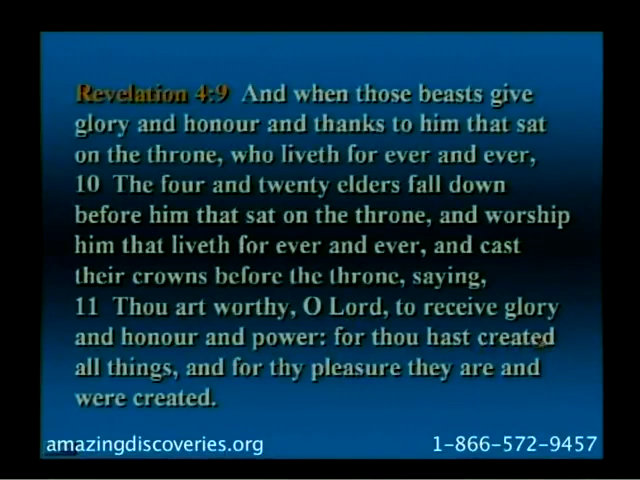 Revelation 4:9 And when those beasts give
glory and honour and thanks to him that sat
on the throne, who liveth for ever and ever,
10 The four and twenty elders fall down
before him that sat on the throne, and worship
him that liveth for ever and ever, and cast
their crowns before the throne, saying,
11 Thou art worthy, O Lord, to receive glory
and honour and power: for thou hast created
all things, and for thy pleasure they are and
were created.
amazingdiscoveries.org 1-866-572-9457